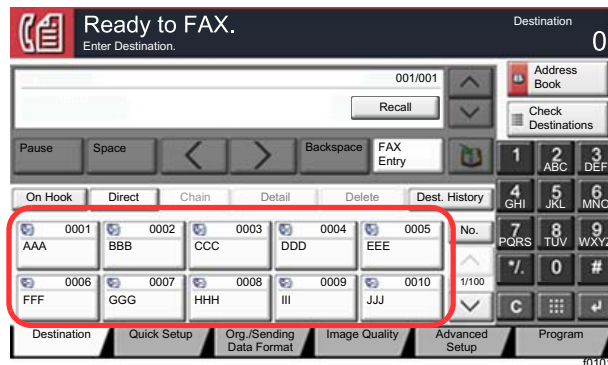 Ready to FAX.
Enter Destination.
Destination
0
001/001
Recall
Address
Book
Check
Destinations
Pause
Space
Backspace
FAX
Entry
1
2
ABC
3
DEF
On Hook
Direct
Chain
Detail
Delete
Dest. History
4
GHI
5
JKL
6
MNO
0001
AAA
0002
BBB
0003
CCC
0004
DDD
0005
EEE
No.
7
PQRS
8
TUV
9
WXYZ
*/.
0
#
0006
FFF
0007
GGG
0008
HHH
0009
III
0010
JJJ
1/100
C
Destination
Quick Setup
Org./Sending
Data Format
Image Quality
Advanced
Setup
Program